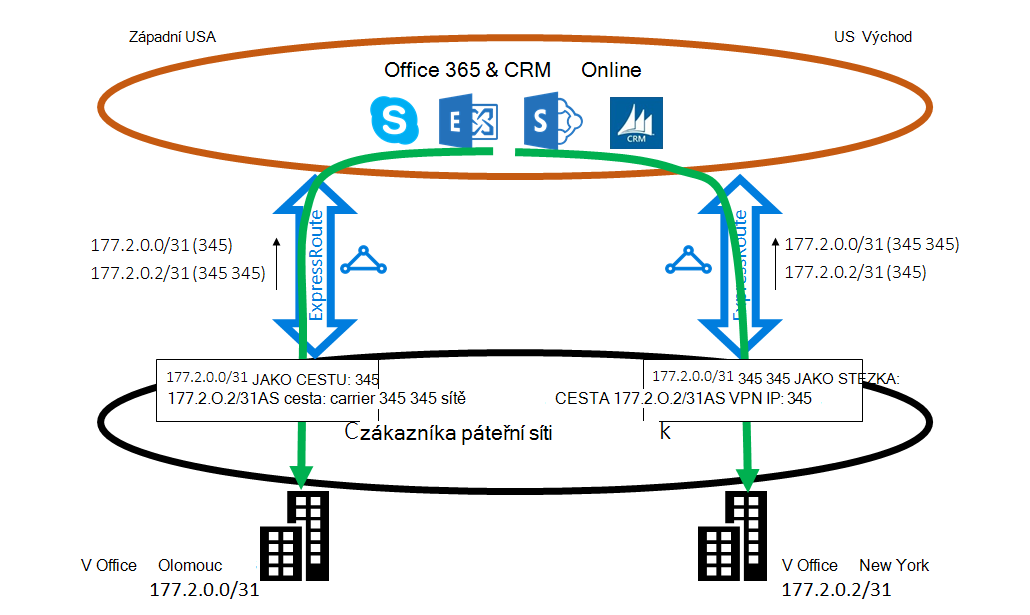 Západní USA
US Východ
Office 365 & CRM Online
S
E
S
CRM
ExpressRoute
ExpressRoute
177.2.0.0/31 (345)
177.2.0.2/31 (345 345)
177.2.0.0/31 (345 345)
177.2.0.2/31 (345)
177.2.0.0/31 JAKO CESTU: 345
177.2.O.2/31AS cesta: carrier 345 345 sítě
177.2.0.0/31 345 345 JAKO STEZKA:
CESTA 177.2.O.2/31AS VPN IP: 345
Czákazníka páteřní síti k
V Office Olomouc
177.2.0.0/31
V Office New York
177.2.0.2/31